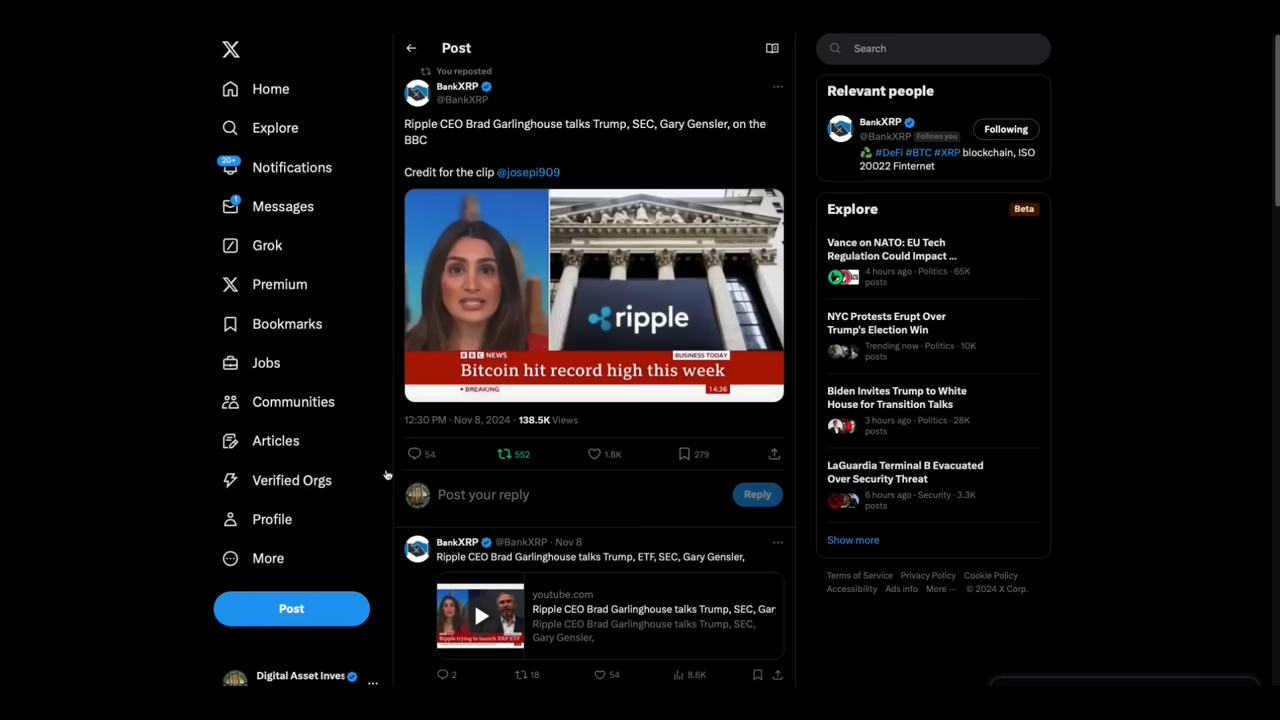 Home
Explore
20+
Notifications
1
Messages
Grok
Premium
Bookmarks
Jobs
Communities
Articles
Verified Orgs
Profile
More
Post
Digital Asset Inves
...
Post
You reposted
BankXRP
@BankXRP
Ripple CEO Brad Garlinghouse talks Trump, SEC, Gary Gensler, on the
BBC
Credit for the clip @josepi909
ripple
BBC NEWS
BUSINESS TODAY
Bitcoin hit record high this week
• BREAKING
14:36
12:30 PM · Nov 8, 2024 · 138.5K Views
54
552
1.8K
279
Post your reply
Reply
BankXRP @BankXRP · Nov 8
Ripple CEO Brad Garlinghouse talks Trump, ETF, SEC, Gary Gensler,
Ripple trying to launch XRP ETF
youtube.com
Ripple CEO Brad Garlinghouse talks Trump, SEC, Gar
Ripple CEO Brad Garlinghouse talks Trump, SEC,
Gary Gensler,
2
18
54
8.6K
Search
Relevant people
BankXRP
@BankXRP Follows you
Following
#DeFi #BTC #XRP blockchain, ISO
20022 Finternet
Explore
Beta
Vance on NATO: EU Tech
Regulation Could Impact ...
4 hours ago · Politics · 65K
posts
NYC Protests Erupt Over
Trump's Election Win
Trending now · Politics · 10K
posts
Biden Invites Trump to White
House for Transition Talks
3 hours ago · Politics · 28K
posts
LaGuardia Terminal B Evacuated
Over Security Threat
6 hours ago · Security · 3.3K
posts
Show more
Terms of Service Privacy Policy Cookie Policy
Accessibility Ads info More ··· © 2024 X Corp.